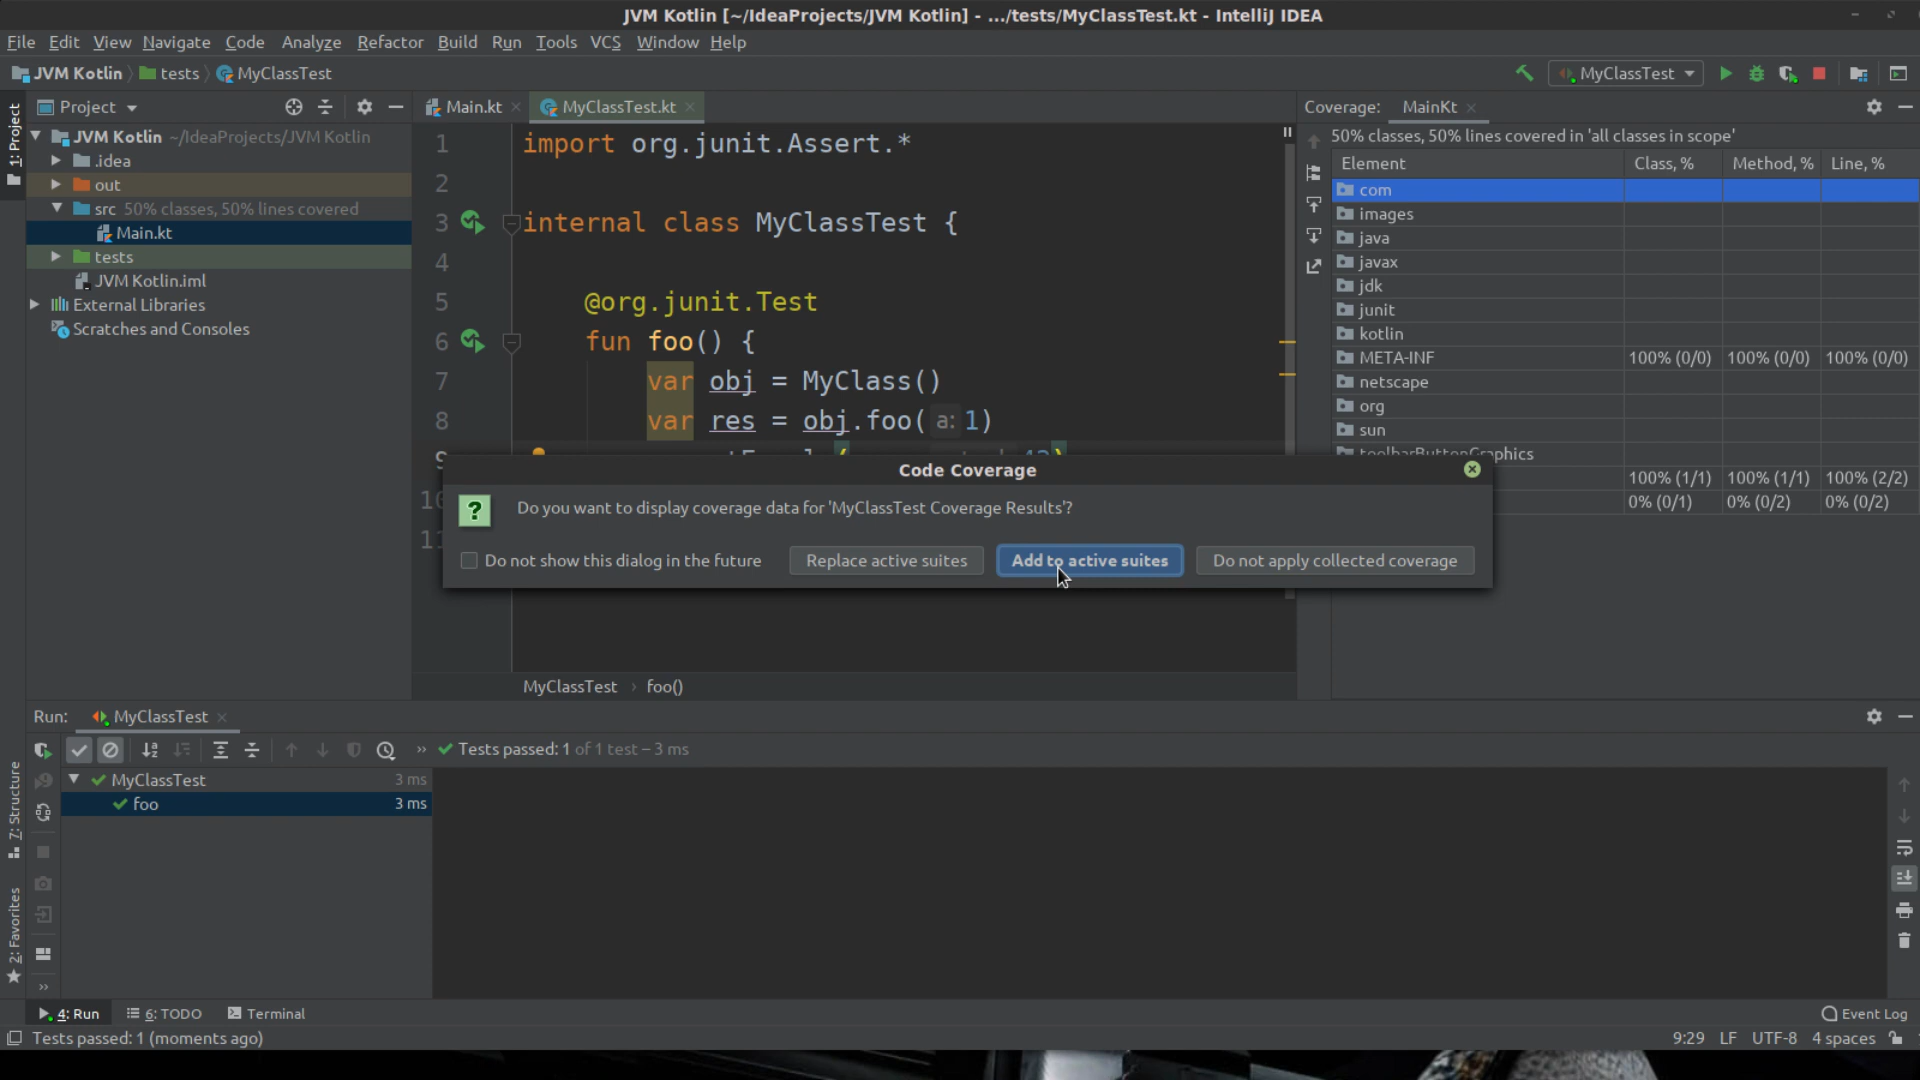 JVM Kotlin [~/IdeaProjects/JVM Kotlin] - .../tests/MyClassTest.kt - IntelliJ IDEA
File Edit View Navigate Code Analyze Refactor Build Run Tools VCS Window Help
JVM Kotlin tests MyClassTest
MyClassTest
1: Project
Project
JVM Kotlin ~/IdeaProjects/JVM Kotlin
.idea
out
src 50% classes, 50% lines covered
Main.kt
tests
JVM Kotlin.iml
External Libraries
Scratches and Consoles
Main.kt MyClassTest.kt
1 import org.junit.Assert.*
2
3 internal class MyClassTest {
4
5 @org.junit.Test
6 fun foo() {
7 var obj = MyClass()
8 var res = obj.foo( a: 1)
9
10
11
MyClassTest › foo()
Coverage: MainKt
50% classes, 50% lines covered in 'all classes in scope'
Element Class, % Method, % Line, %
com
images
java
javax
jdk
junit
kotlin
META-INF 100% (0/0) 100% (0/0) 100% (0/0)
netscape
org
sun
toolbarButtonGraphics
100% (1/1) 100% (1/1) 100% (2/2)
0% (0/1) 0% (0/2) 0% (0/2)
Code Coverage
?
Do you want to display coverage data for 'MyClassTest Coverage Results'?
Do not show this dialog in the future Replace active suites Add to active suites Do not apply collected coverage
Run: MyClassTest
» Tests passed: 1 of 1 test – 3 ms
MyClassTest 3 ms
foo 3 ms
7: Structure
2: Favorites
4: Run 6: TODO Terminal Event Log
Tests passed: 1 (moments ago) 9:29 LF UTF-8 4 spaces